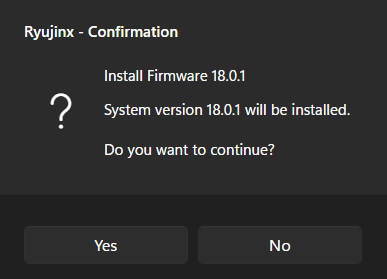 Ryujinx - Confirmation
Install Firmware 18.0.1
System version 18.0.1 will be installed.
Do you want to continue?
Yes
No